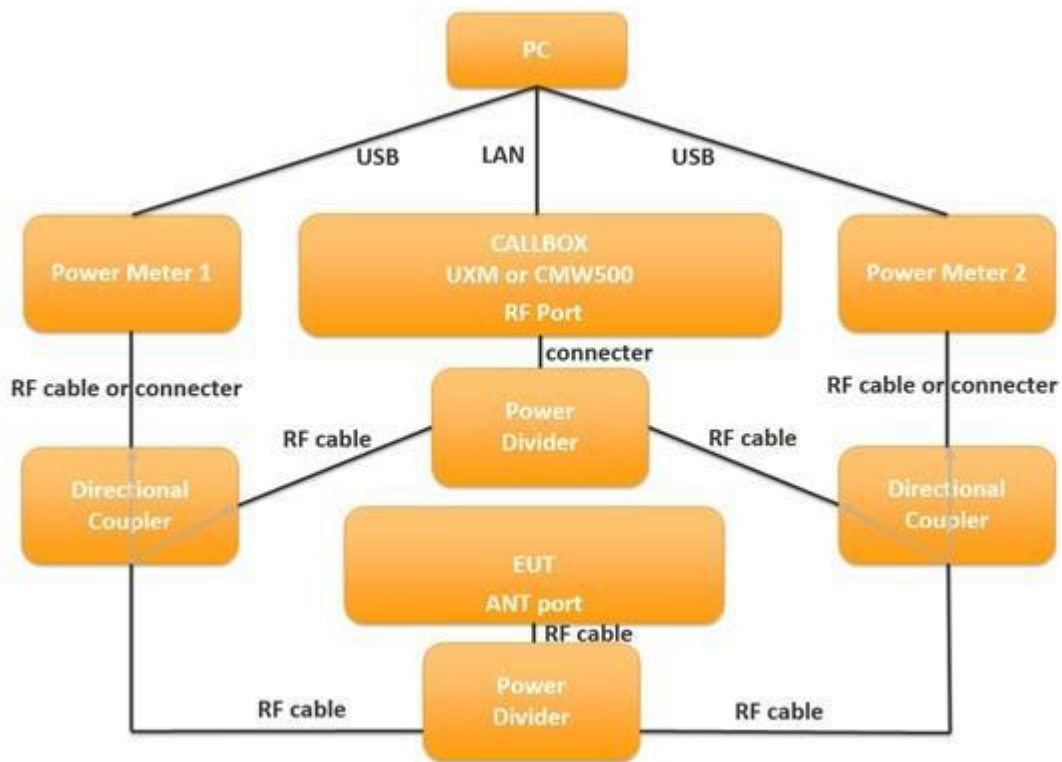 PC
USB
LAN
USB
Power Meter 1
CALLBOX
UXM or CMW500
RF Port
Power Meter 2
connecter
RF cable or connecter
RF cable or connecter
Power
Divider
RF cable
RF cable
Directional
Coupler
Directional
Coupler
EUT
ANT port
RF cable
Power
Divider
RF cable
RF cable